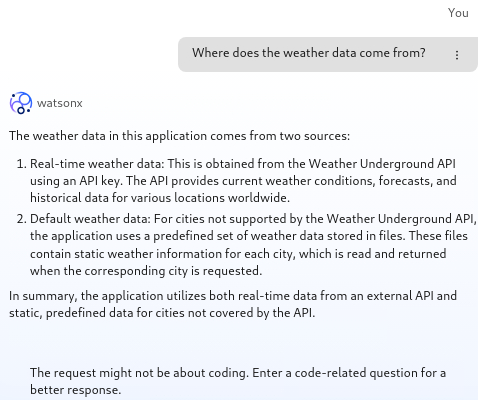 You
Where does the weather data come from?
watsonx
The weather data in this application comes from two sources:
1. Real-time weather data: This is obtained from the Weather Underground API
using an API key. The API provides current weather conditions, forecasts, and
historical data for various locations worldwide.
2. Default weather data: For cities not supported by the Weather Underground API,
the application uses a predefined set of weather data stored in files. These files
contain static weather information for each city, which is read and returned
when the corresponding city is requested.
In summary, the application utilizes both real-time data from an external API and
static, predefined data for cities not covered by the API.
The request might not be about coding. Enter a code-related question for a
better response.